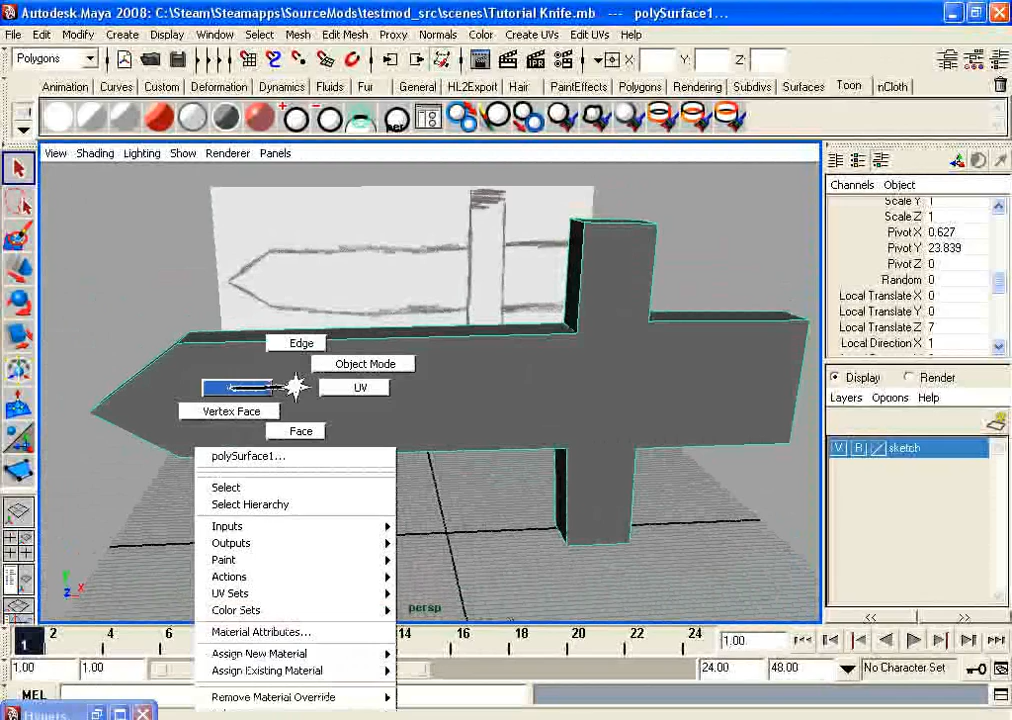 Autodesk Maya 2008: C:\Steam\Steamapps\SourceMods\testmod_src\scenes\Tutorial Knife.mb --- polySurface1...
File Edit Modify Create Display Window Select Mesh Edit Mesh Proxy Normals Color Create UVs Edit UVs Help
Polygons X: Y: Z:
Animation Curves Custom Deformation Dynamics Fluids Fur General HL2Export Hair PaintEffects Polygons Rendering Subdivs Surfaces Toon nCloth
View Shading Lighting Show Renderer Panels
Channels Object
Scale Y 1
Scale Z 1
Pivot X 0.627
Pivot Y 23.839
Pivot Z 0
Random 0
Local Translate X 0
Local Translate Y 0
Local Translate Z 7
Local Direction X 1
Local Direction Y 1
Display Render
Layers Options Help
V R sketch
Edge
Object Mode
UV
Vertex Face
Face
polySurface1...
Select
Select Hierarchy
Inputs
Outputs
Paint
Actions
UV Sets
Color Sets
Material Attributes...
Assign New Material
Assign Existing Material
Remove Material Override
persp
y
x
z
1 2 4 6 14 16 18 20 22 24 1.00
1.00 1.00 24.00 48.00 No Character Set
MEL